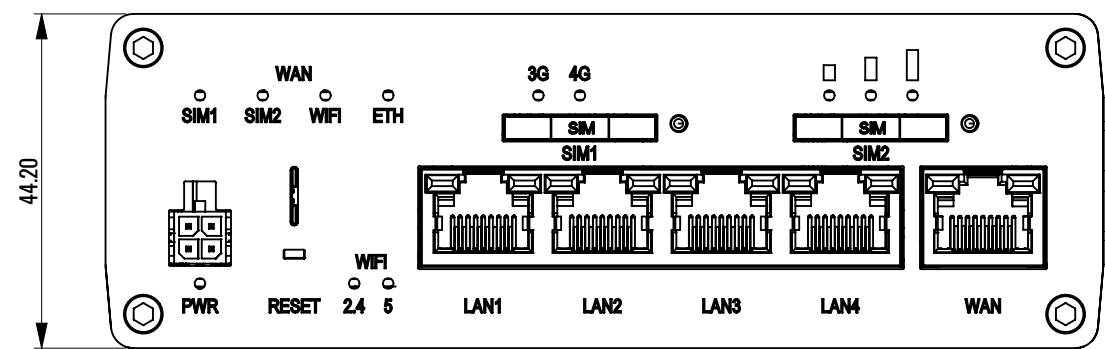 44.20
WAN
SIM1 SIM2 WIFI ETH
3G 4G
SIM
SIM1
SIM
SIM2
PWR
RESET
WIFI
2.4 5
LAN1 LAN2 LAN3 LAN4 WAN